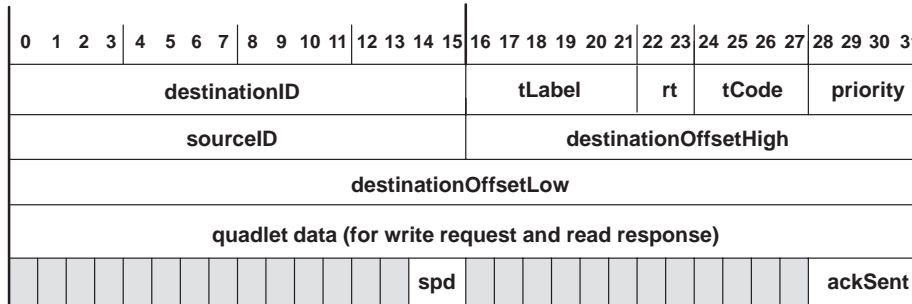 0 1 2 3 4 5 6 7 8 9 10 11 12 13 14 15 16 17 18 19 20 21 22 23 24 25 26 27 28 29 30
destinationID tLabel rt tCode priority
sourceID destinationOffsetHigh
destinationOffsetLow
quadlet data (for write request and read response)
spd ackSent